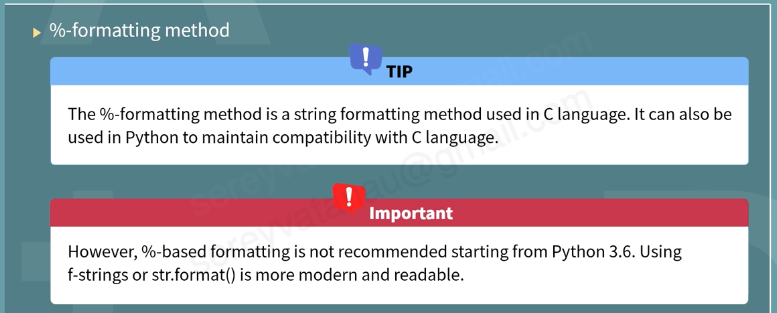 %-formatting method
TIP
The %-formatting method is a string formatting method used in C language. It can also be
used in Python to maintain compatibility with C language.
Important
However, %-based formatting is not recommended starting from Python 3.6. Using
f-strings or str.format() is more modern and readable.